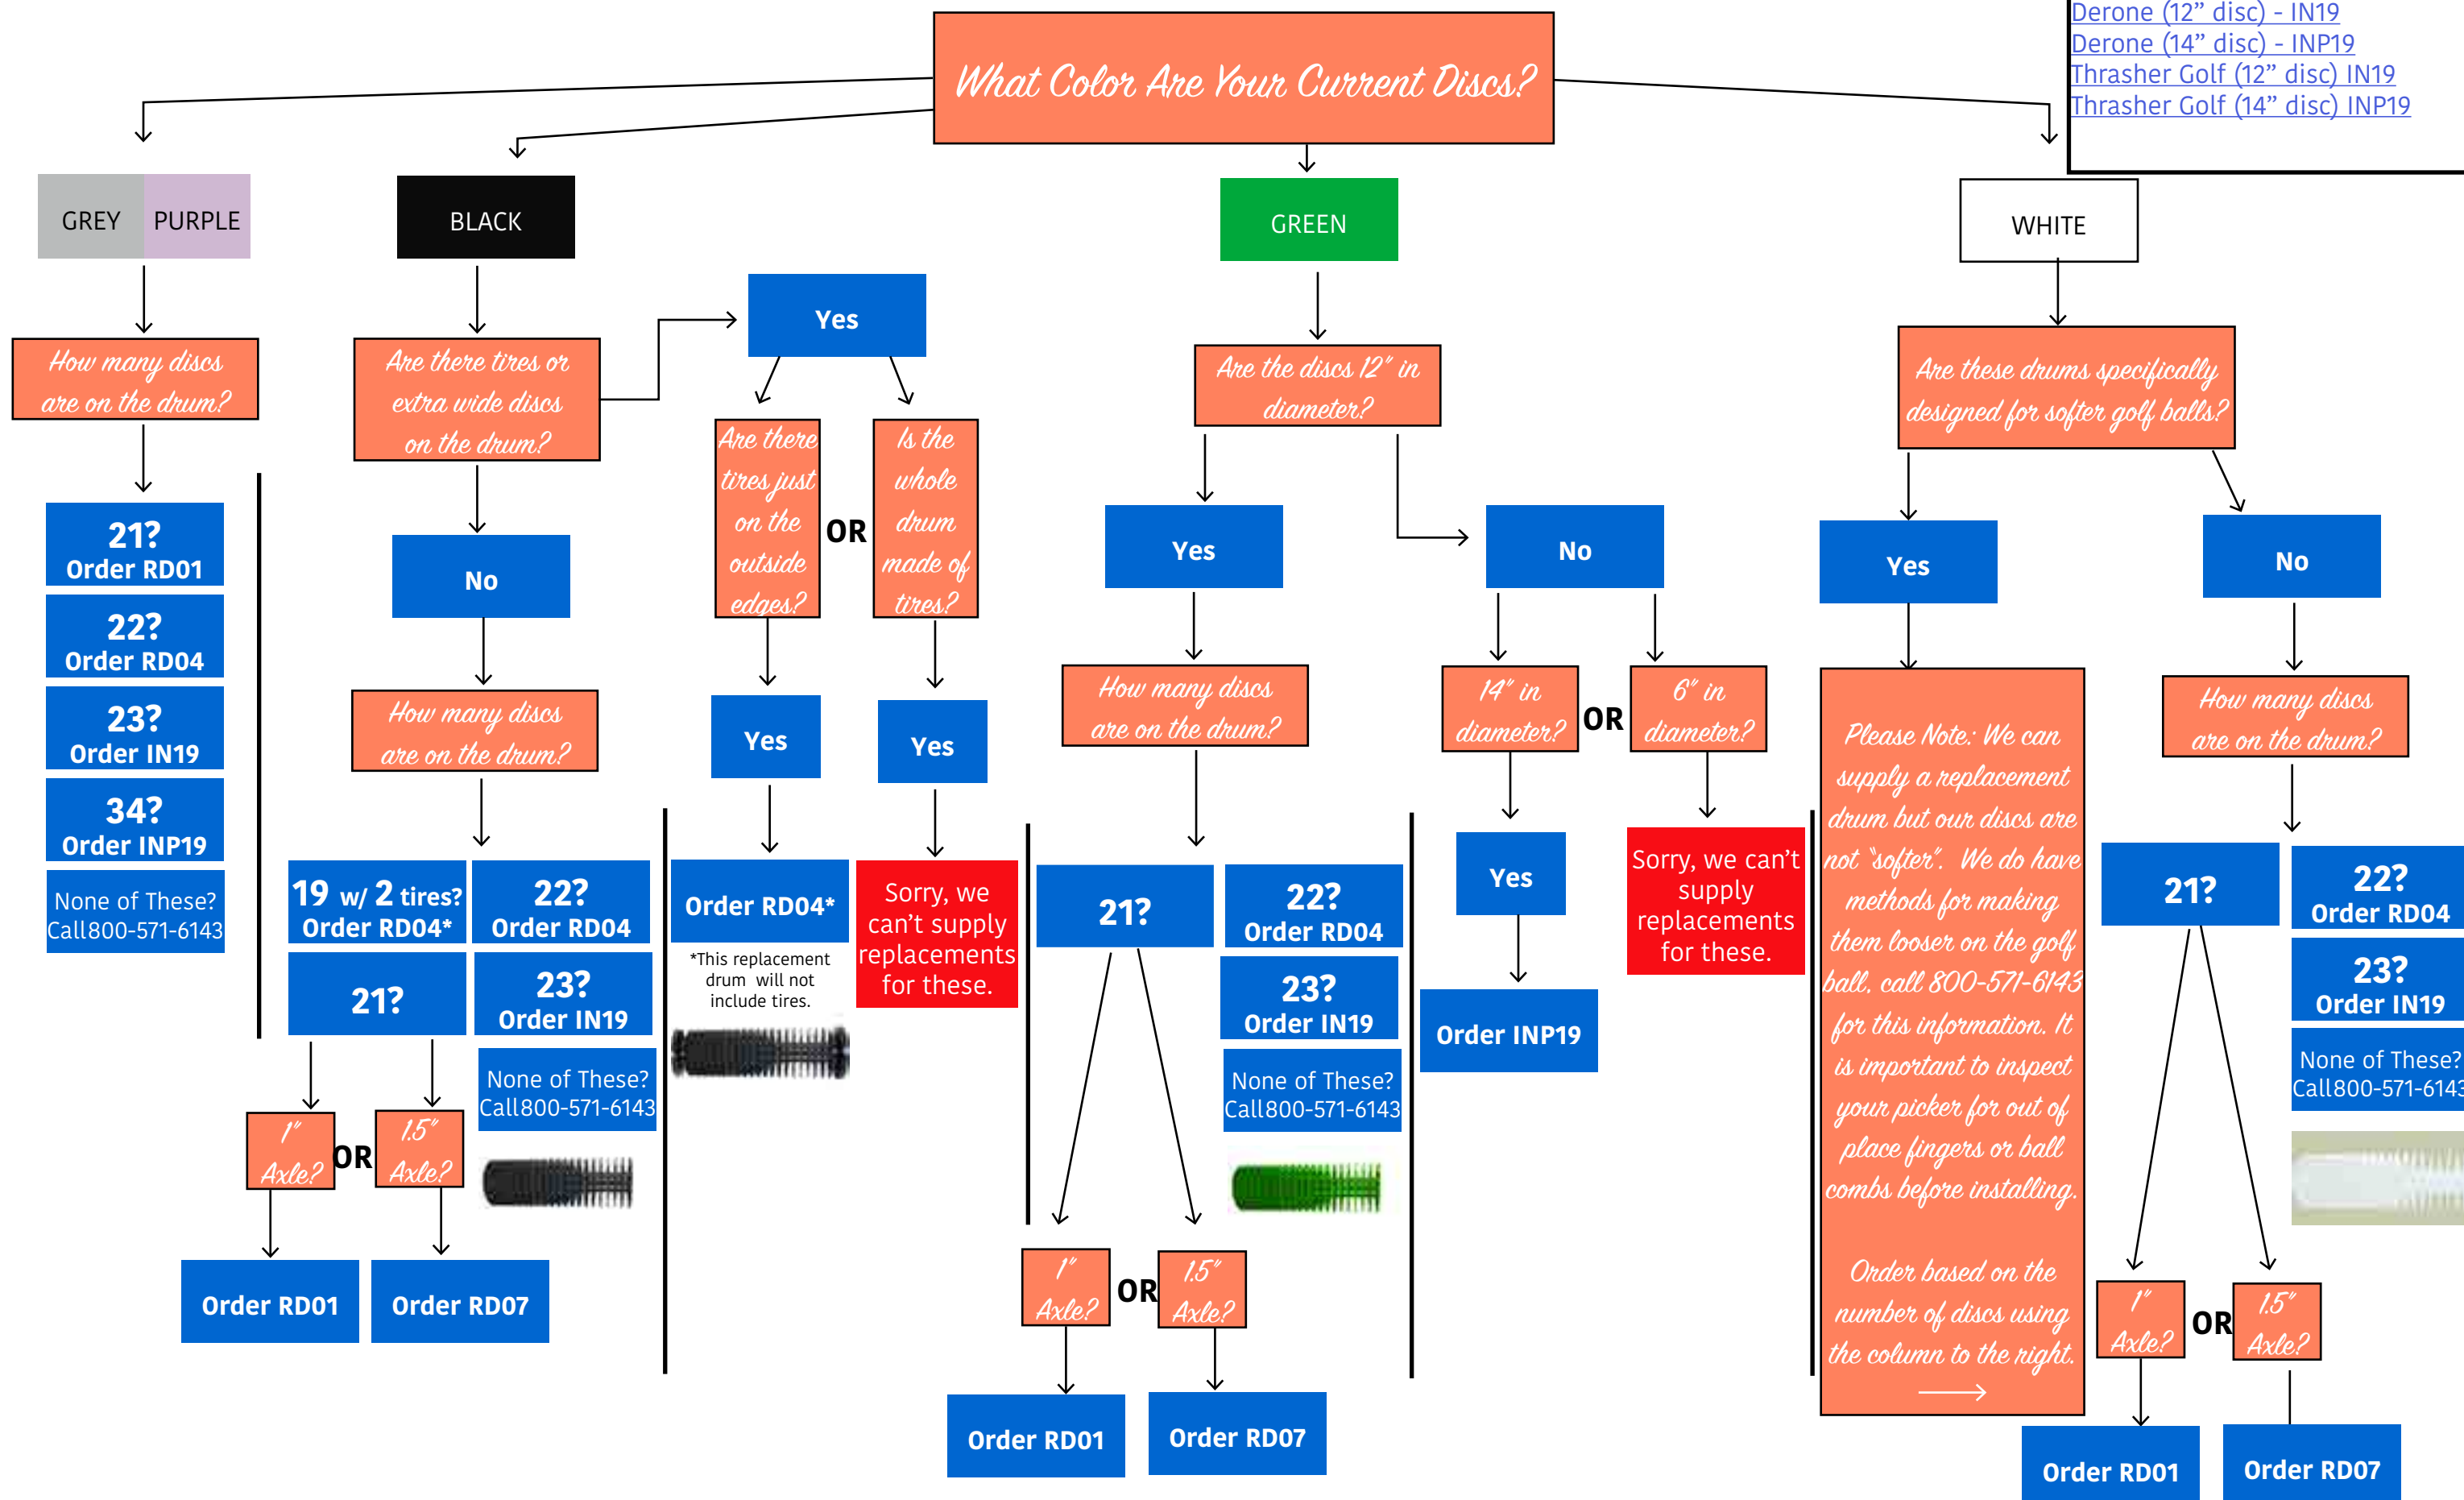 Derone (12” disc) - IN19
Derone (14” disc) - INP19
Thrasher Golf (12” disc) IN19
Thrasher Golf (14” disc) INP19
What Color Are Your Current Discs?
GREY
PURPLE
How many discs
are on the drum?
21?
Order RD01
22?
Order RD04
23?
Order IN19
34?
Order INP19
None of These?
Call800-571-6143
BLACK
Are there tires or
extra wide discs
on the drum?
No
How many discs
are on the drum?
19 w/ 2 tires?
Order RD04*
22?
Order RD04
21?
23?
Order IN19
None of These?
Call800-571-6143
1”
Axle?
OR
1.5”
Axle?
Order RD01
Order RD07
Yes
Are there
tires just
on the
outside
edges?
OR
Is the
whole
drum
made of
tires?
Yes
Yes
Order RD04*
*This replacement
drum will not
include tires.
Sorry, we
can’t supply
replacements
for these.
GREEN
Are the discs 12” in
diameter?
Yes
How many discs
are on the drum?
21?
22?
Order RD04
23?
Order IN19
None of These?
Call800-571-6143
1”
Axle?
OR
1.5”
Axle?
Order RD01
Order RD07
No
14” in
diameter?
OR
6” in
diameter?
Yes
Order INP19
Sorry, we can’t
supply
replacements
for these.
WHITE
Are these drums specifically
designed for softer golf balls?
Yes
Please Note: We can
supply a replacement
drum but our discs are
not “softer”. We do have
methods for making
them looser on the golf
ball, call 800-571-6143
for this information. It
is important to inspect
your picker for out of
place fingers or ball
combs before installing.
Order based on the
number of discs using
the column to the right.
No
How many discs
are on the drum?
21?
22?
Order RD04
23?
Order IN19
None of These?
Call800-571-6143
1”
Axle?
OR
1.5”
Axle?
Order RD01
Order RD07